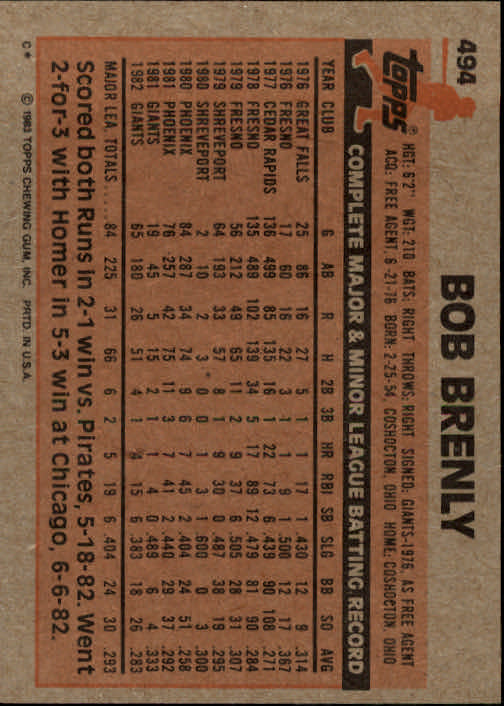 494
BOB BRENLY
topps®
HGT: 6'2" WGT: 210 BATS: RIGHT THROWS: RIGHT SIGNED: GIANTS-1976, AS FREE AGENT
ACQ: FREE AGENT, 6-21-76 BORN: 2-25-54 COSHOCTON, OHIO HOME: COSHOCTON, OHIO
COMPLETE MAJOR & MINOR LEAGUE BATTING RECORD
YEAR CLUB G AB R H 2B 3B HR RBI SB SLG BB SO AVG
1976 GREAT FALLS 25 86 16 27 5 1 1 17 1 .430 12 9 .314
1976 FRESNO 17 60 16 22 3 1 1 9 1 .500 12 17 .367
1977 CEDAR RAPIDS 136 499 85 135 16 1 22 73 6 .439 90 108 .271
1978 FRESNO 135 489 102 139 34 5 17 89 12 .479 81 90 .284
1979 FRESNO 56 212 49 65 11 2 9 37 6 .505 28 31 .307
1979 SHREVEPORT 64 193 33 57 8 1 9 30 0 .487 38 19 .295
1980 SHREVEPORT 2 10 2 3 0 0 1 3 1 .600 0 3 .300
1980 PHOENIX 84 287 34 74 9 6 7 45 2 .404 24 51 .258
1981 PHOENIX 76 257 42 75 11 3 7 41 2 .440 29 37 .292
1981 GIANTS 19 45 5 15 2 1 1 4 0 .489 6 4 .333
1982 GIANTS 65 180 26 51 4 1 4 15 6 .383 18 26 .283
MAJOR LEA. TOTALS..... 84 225 31 66 6 2 5 19 6 .404 24 30 .293
Scored both Runs in 2-1 win vs. Pirates, 5-18-82. Went
2-for-3 with Homer in 5-3 win at Chicago, 6-6-82.
C* © 1983 TOPPS CHEWING GUM, INC. PRTD. IN U.S.A.